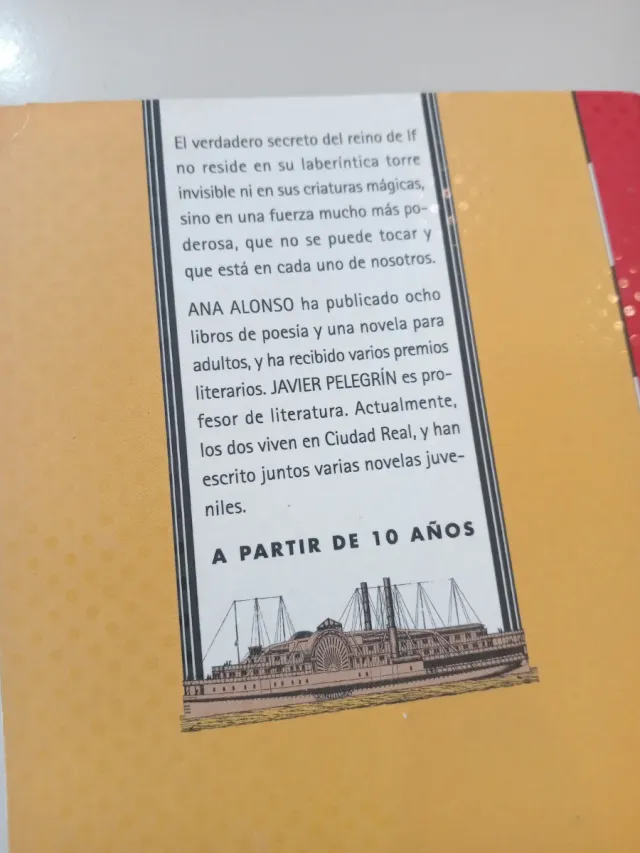 El verdadero secreto del reino de If
no reside en su laberíntica torre
invisible ni en sus criaturas mágicas,
sino en una fuerza mucho más po-
derosa, que no se puede tocar y
que está en cada uno de nosotros.
ANA ALONSO ha publicado ocho
libros de poesía y una novela para
adultos, y ha recibido varios premios
literarios. JAVIER PELEGRÍN es pro-
fesor de literatura. Actualmente,
los dos viven en Ciudad Real, y han
escrito juntos varias novelas juve-
niles.
A PARTIR DE 10 AÑOS